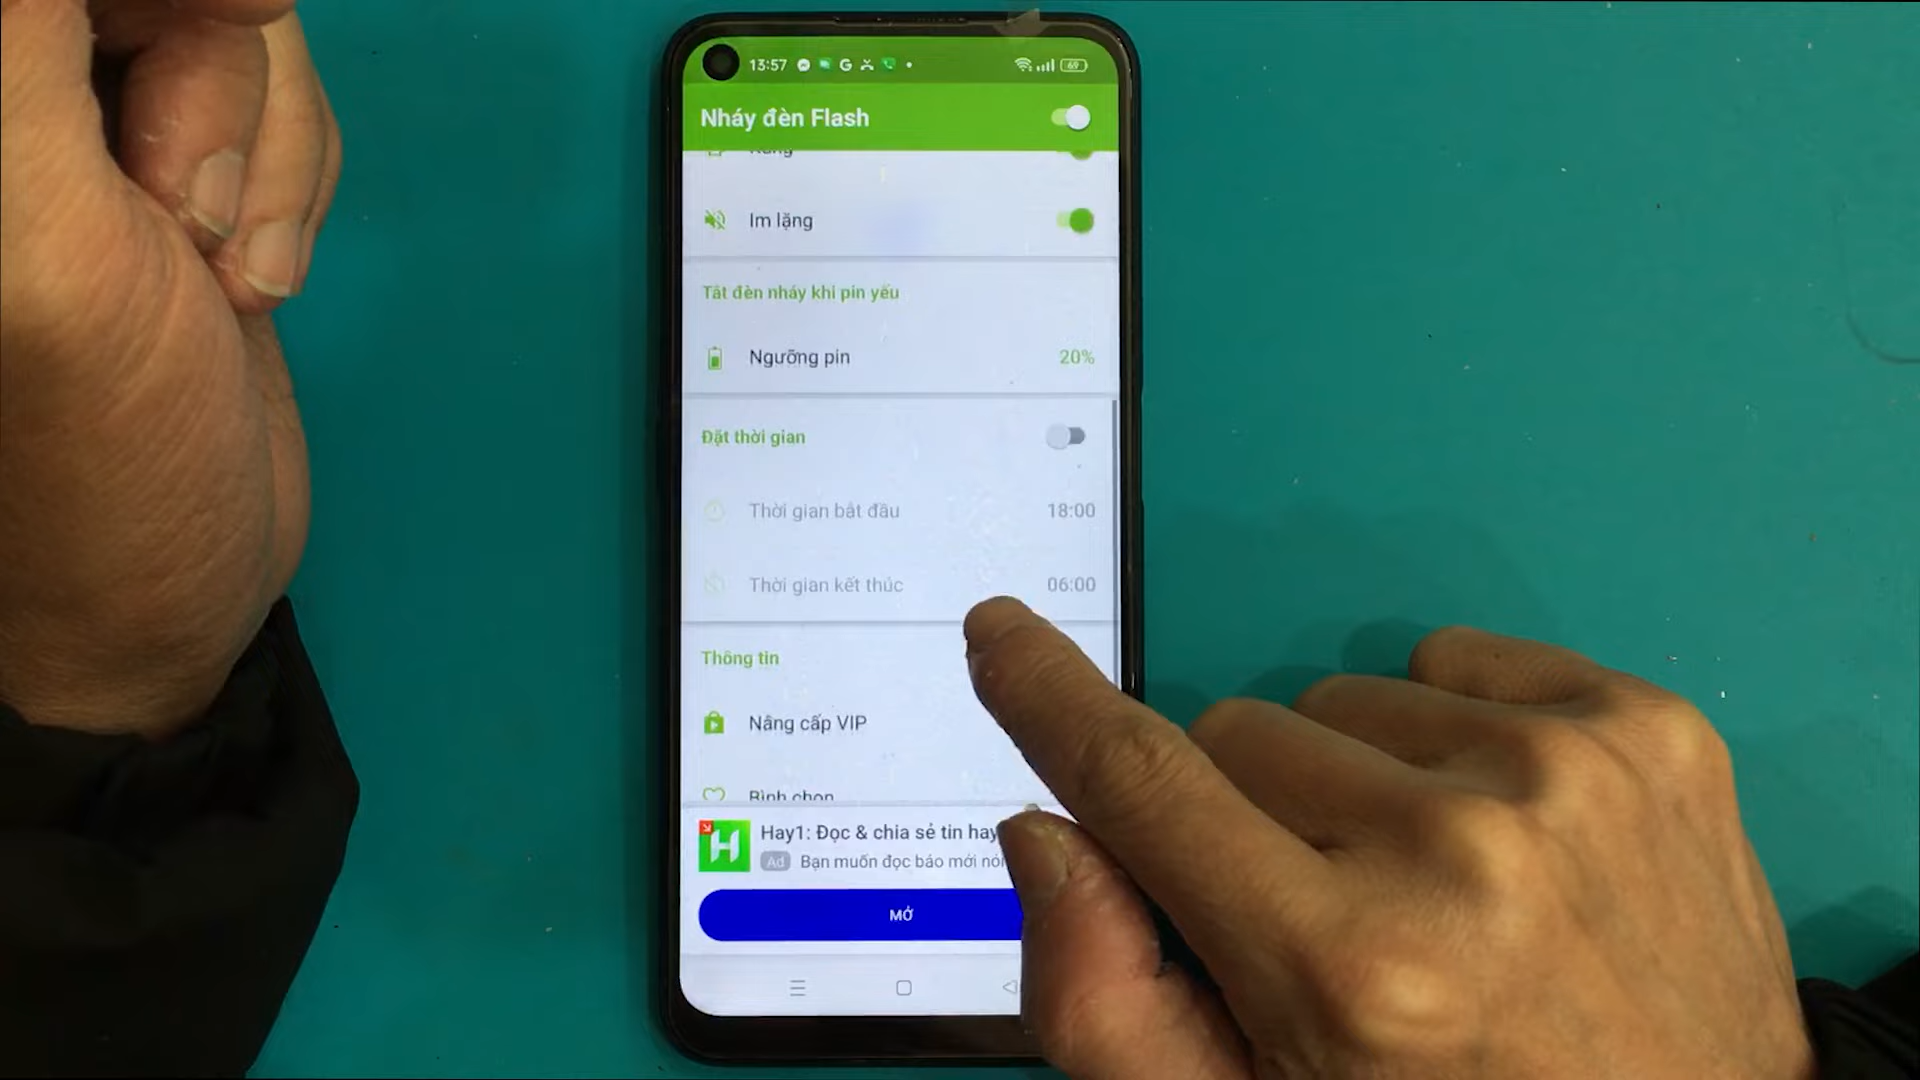 13:57 G 69
Nháy đèn Flash
Rung
Im lặng
Tắt đèn nháy khi pin yếu
Ngưỡng pin 20%
Đặt thời gian
Thời gian bắt đầu 18:00
Thời gian kết thúc 06:00
Thông tin
Nâng cấp VIP
Bình chọn
H Hay1: Đọc & chia sẻ tin hay
Ad Bạn muốn đọc báo mới
MỞ